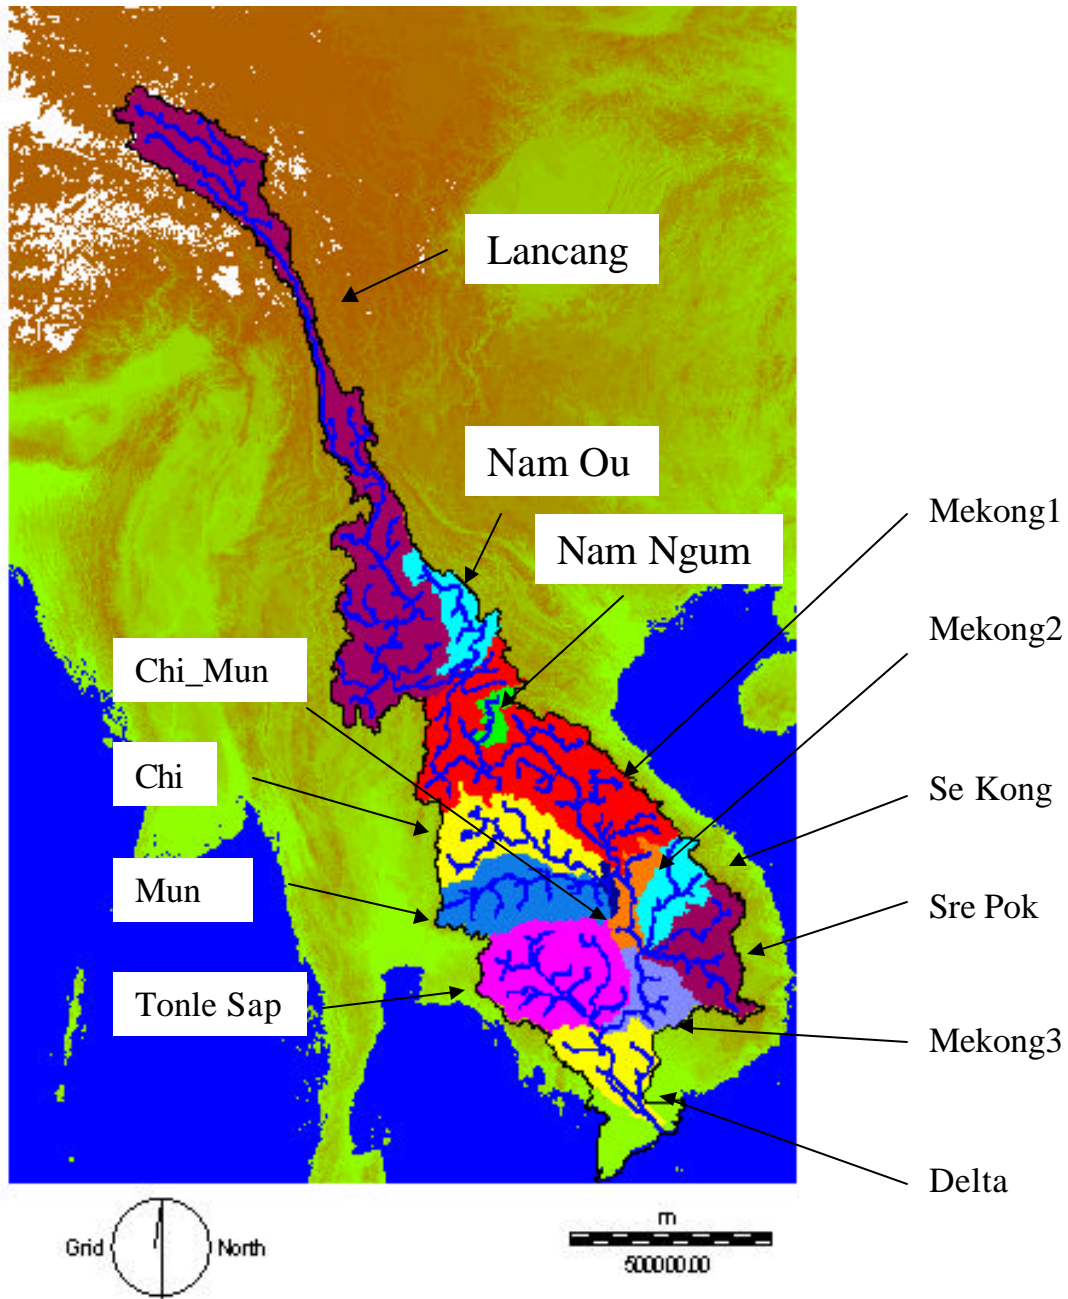 Lancang
Nam Ou
Mekong1
Nam Ngum
Mekong2
Chi_Mun
Chi
Se Kong
Mun
Sre Pok
Tonle Sap
Mekong3
Delta
Grid North
m
500000.00